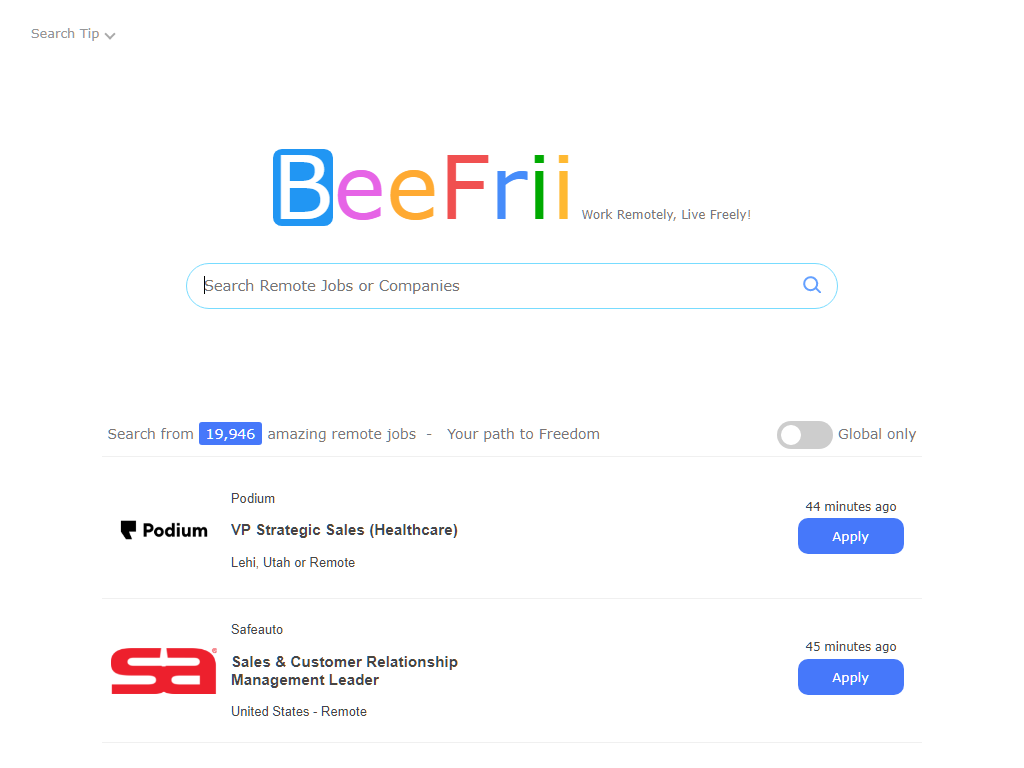 Search Tip
BeeFrii Work Remotely, Live Freely!
Search Remote Jobs or Companies
Search from 19,946 amazing remote jobs - Your path to Freedom Global only
Podium
44 minutes ago
Podium
VP Strategic Sales (Healthcare)
Apply
Lehi, Utah or Remote
Safeauto
45 minutes ago
sa®
Sales & Customer Relationship
Management Leader
Apply
United States - Remote